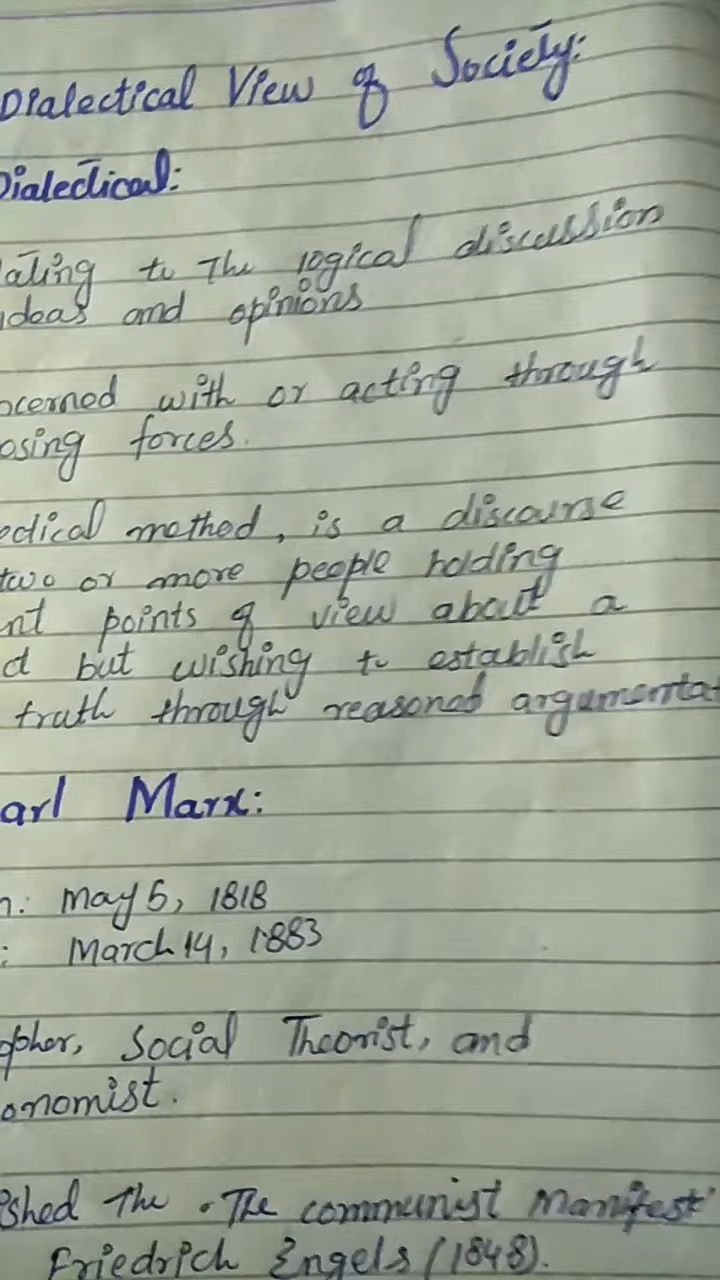 Dialectical View of Society:
Dialectical:
lating to the logical discussion
ideas and opinions
ncerned with or acting through
osing forces.
ectical method, is a discourse
two or more people holding
nt points of view about a
d but wishing to establish
truth through reasoned argumentat
arl Marx:
n: May 5, 1818
: March 14, 1883
opher, Social Theorist, and
onomist.
ished the . The communist Manifest
Friedrich Engels (1848).